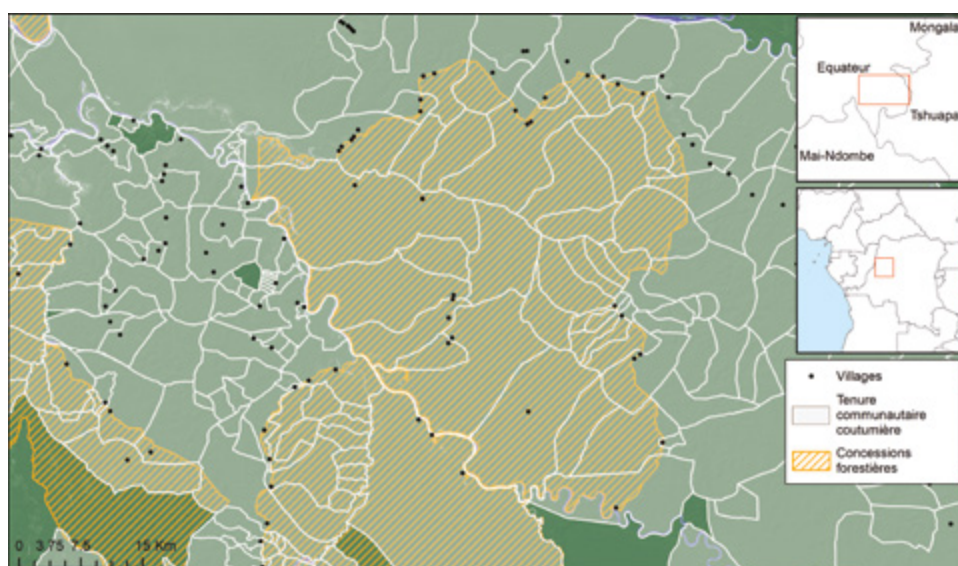 Mongala
Equateur
Tshuapa
Mai-Ndombe
Villages
Tenure
communautaire
coutumière
Concessions
forestières
0 3.75 7.5 15 Km